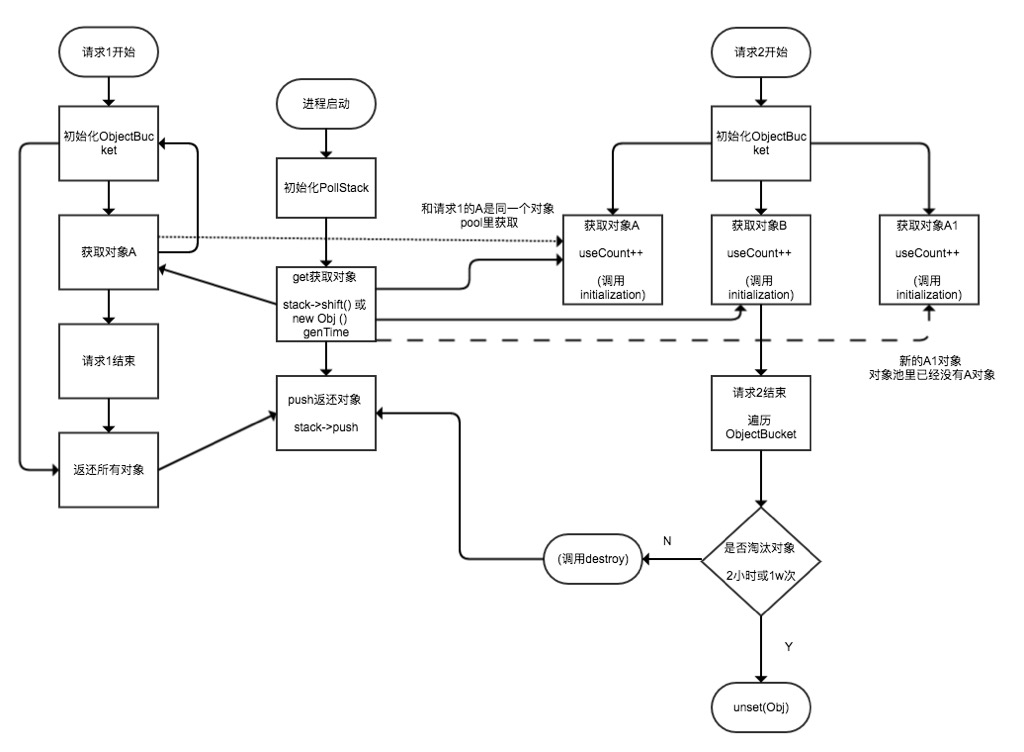 请求1开始
初始化ObjectBuc
ket
获取对象A
请求1结束
返还所有对象
进程启动
初始化PollStack
get获取对象
stack->shift() 或
new Obj ()
genTime
push返还对象
stack->push
和请求1的A是同一个对象
pool里获取
请求2开始
初始化ObjectBuc
ket
获取对象A
useCount++
(调用
initialization)
获取对象B
useCount++
(调用
initialization)
获取对象A1
useCount++
(调用
initialization)
新的A1对象
对象池里已经没有A对象
请求2结束
遍历
ObjectBucket
是否淘汰对象
2小时或1w次
N
(调用destroy)
Y
unset(Obj)